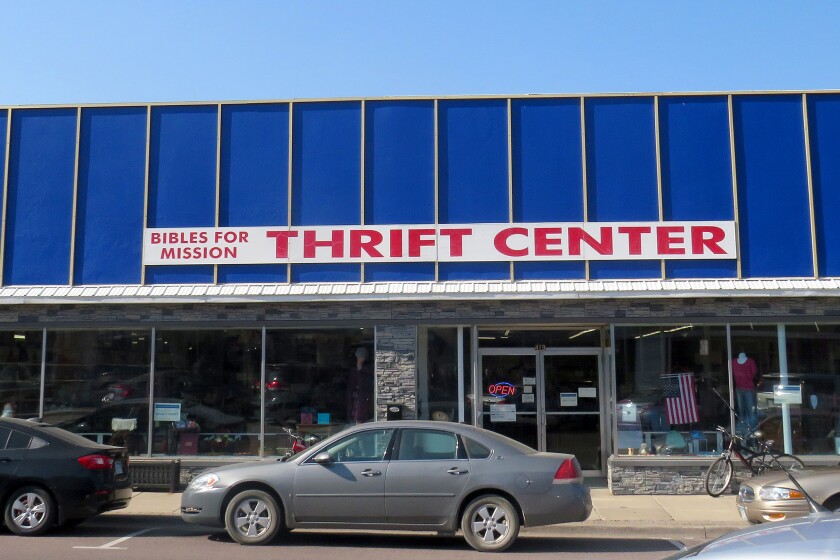 BIBLES FOR
MISSION
THRIFT CENTER
OPEN